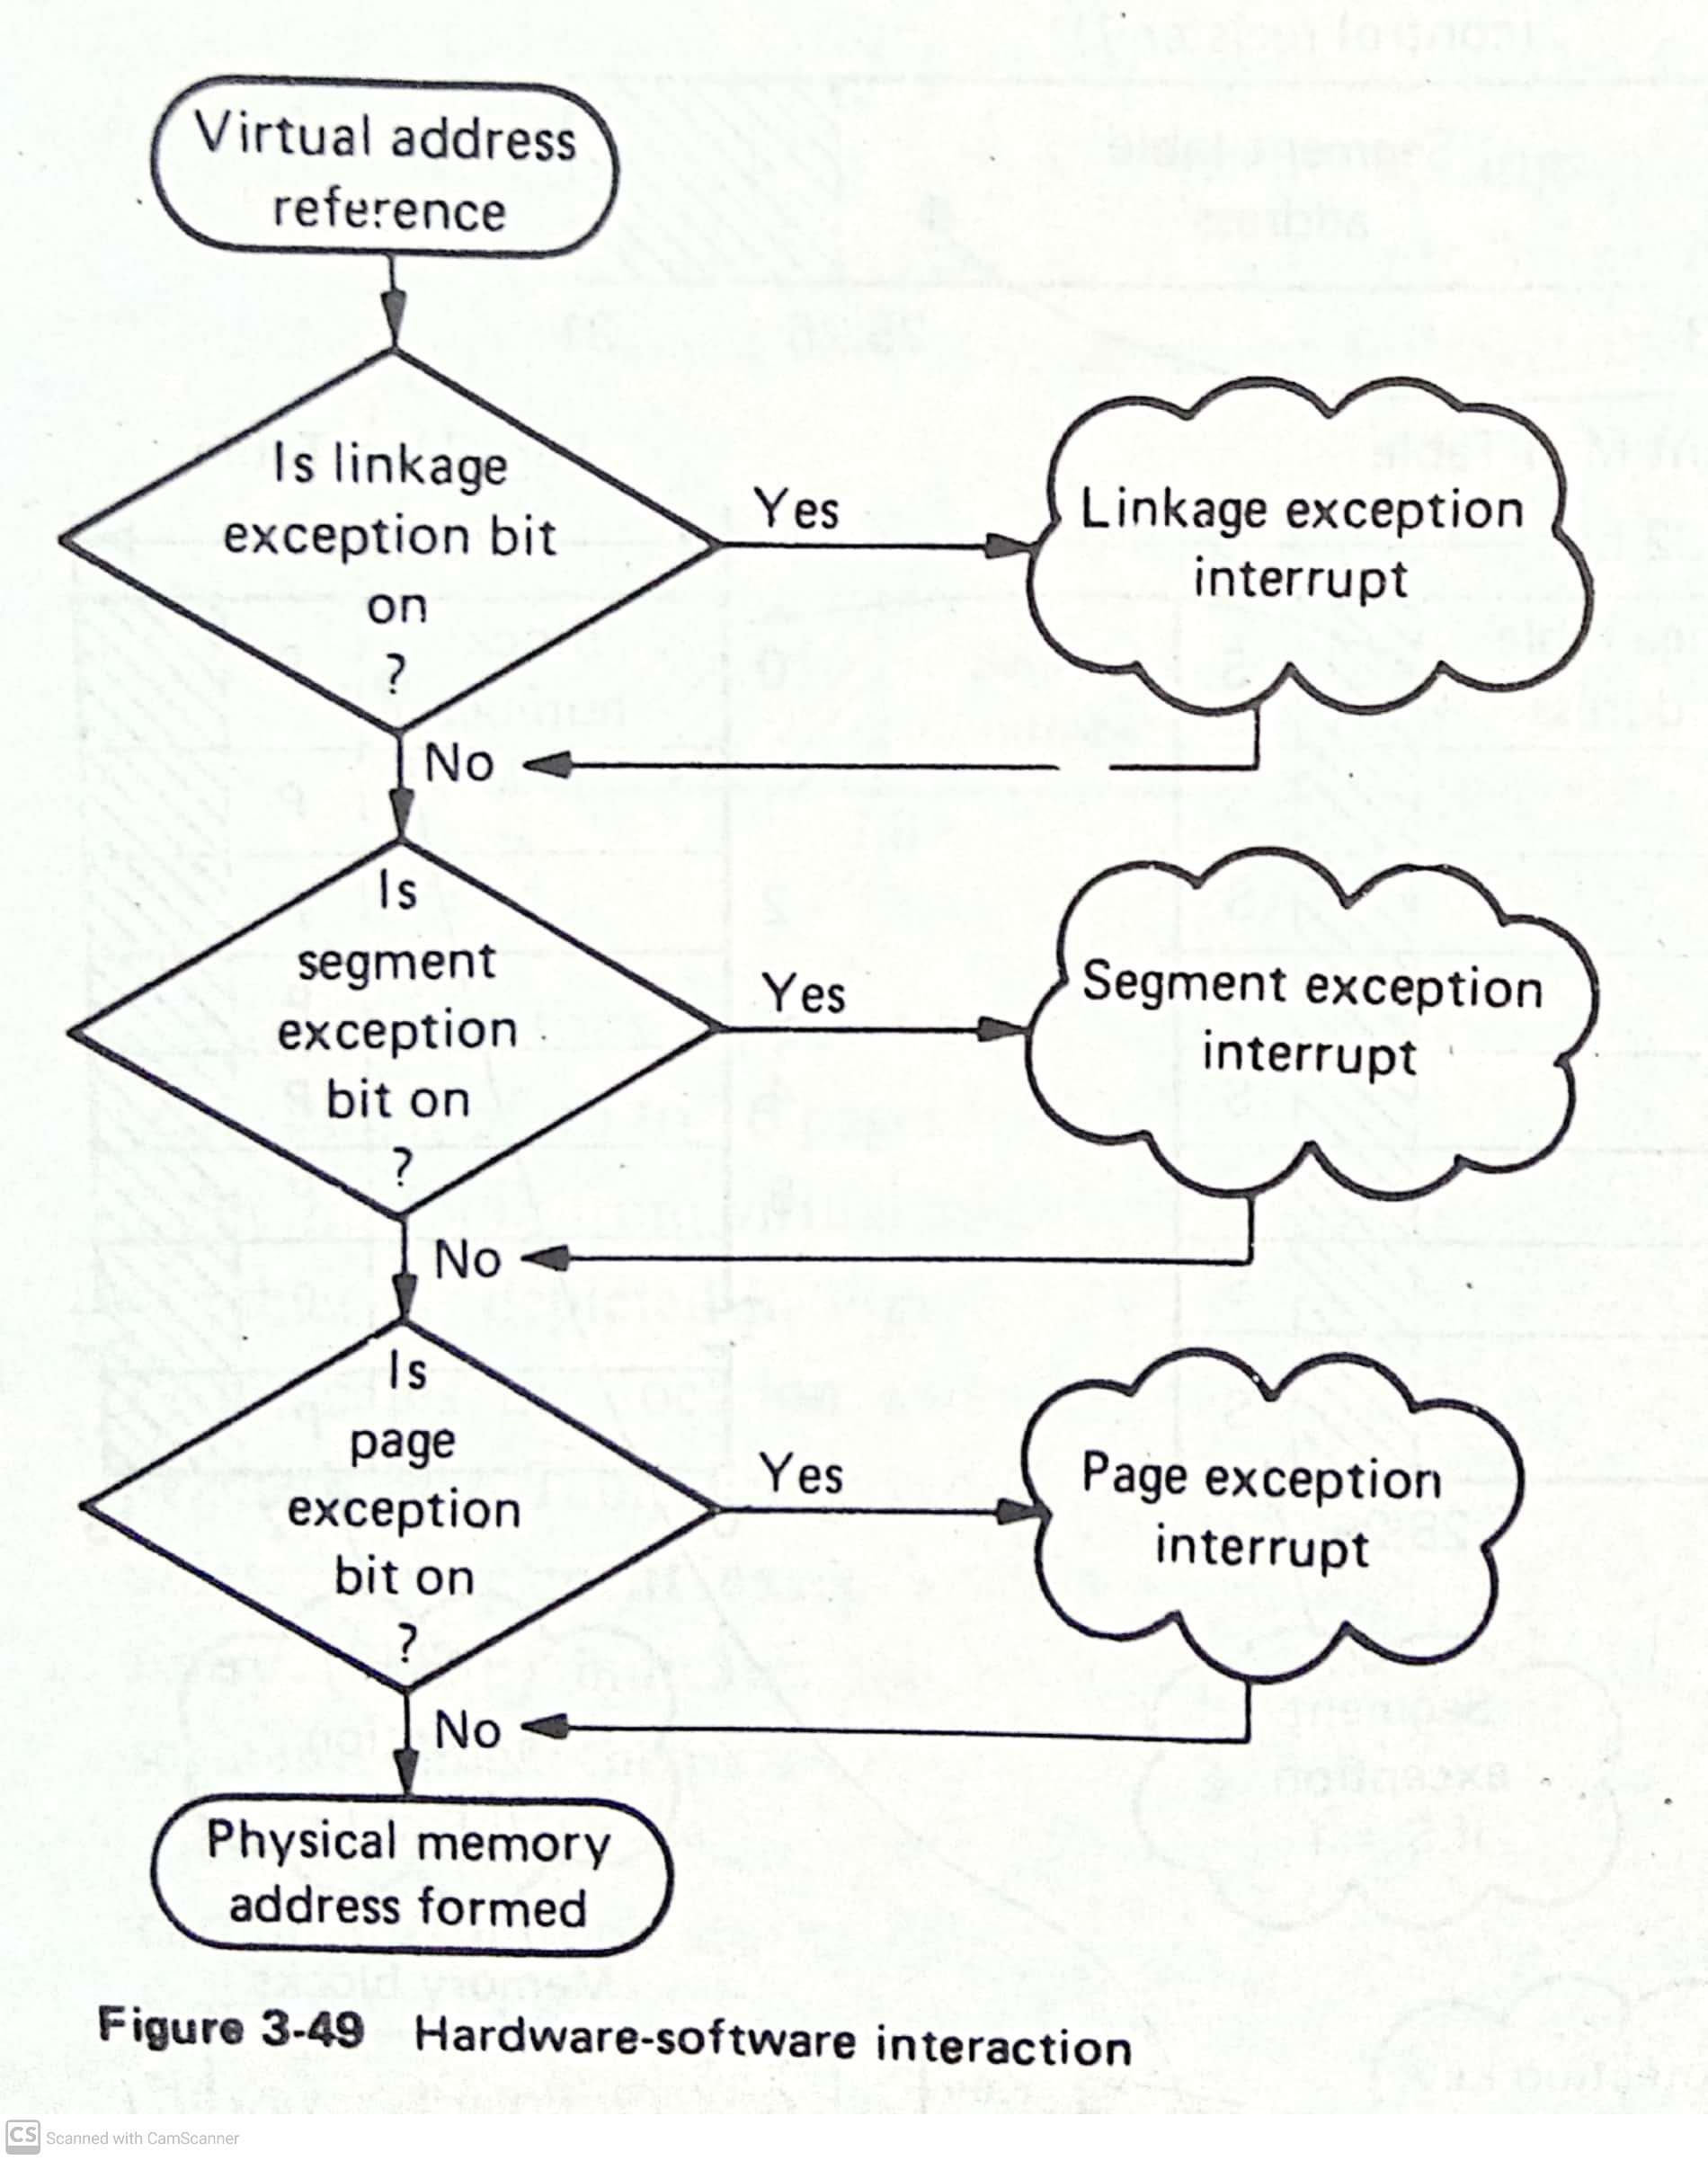 Virtual address
reference
Is linkage
exception bit
on
?
Yes
Linkage exception
interrupt
No
Is
segment
exception
bit on
?
Yes
Segment exception
interrupt
No
Is
page
exception
bit on
?
Yes
Page exception
interrupt
No
Physical memory
address formed
Figure 3-49 Hardware-software interaction
CS Scanned with CamScanner